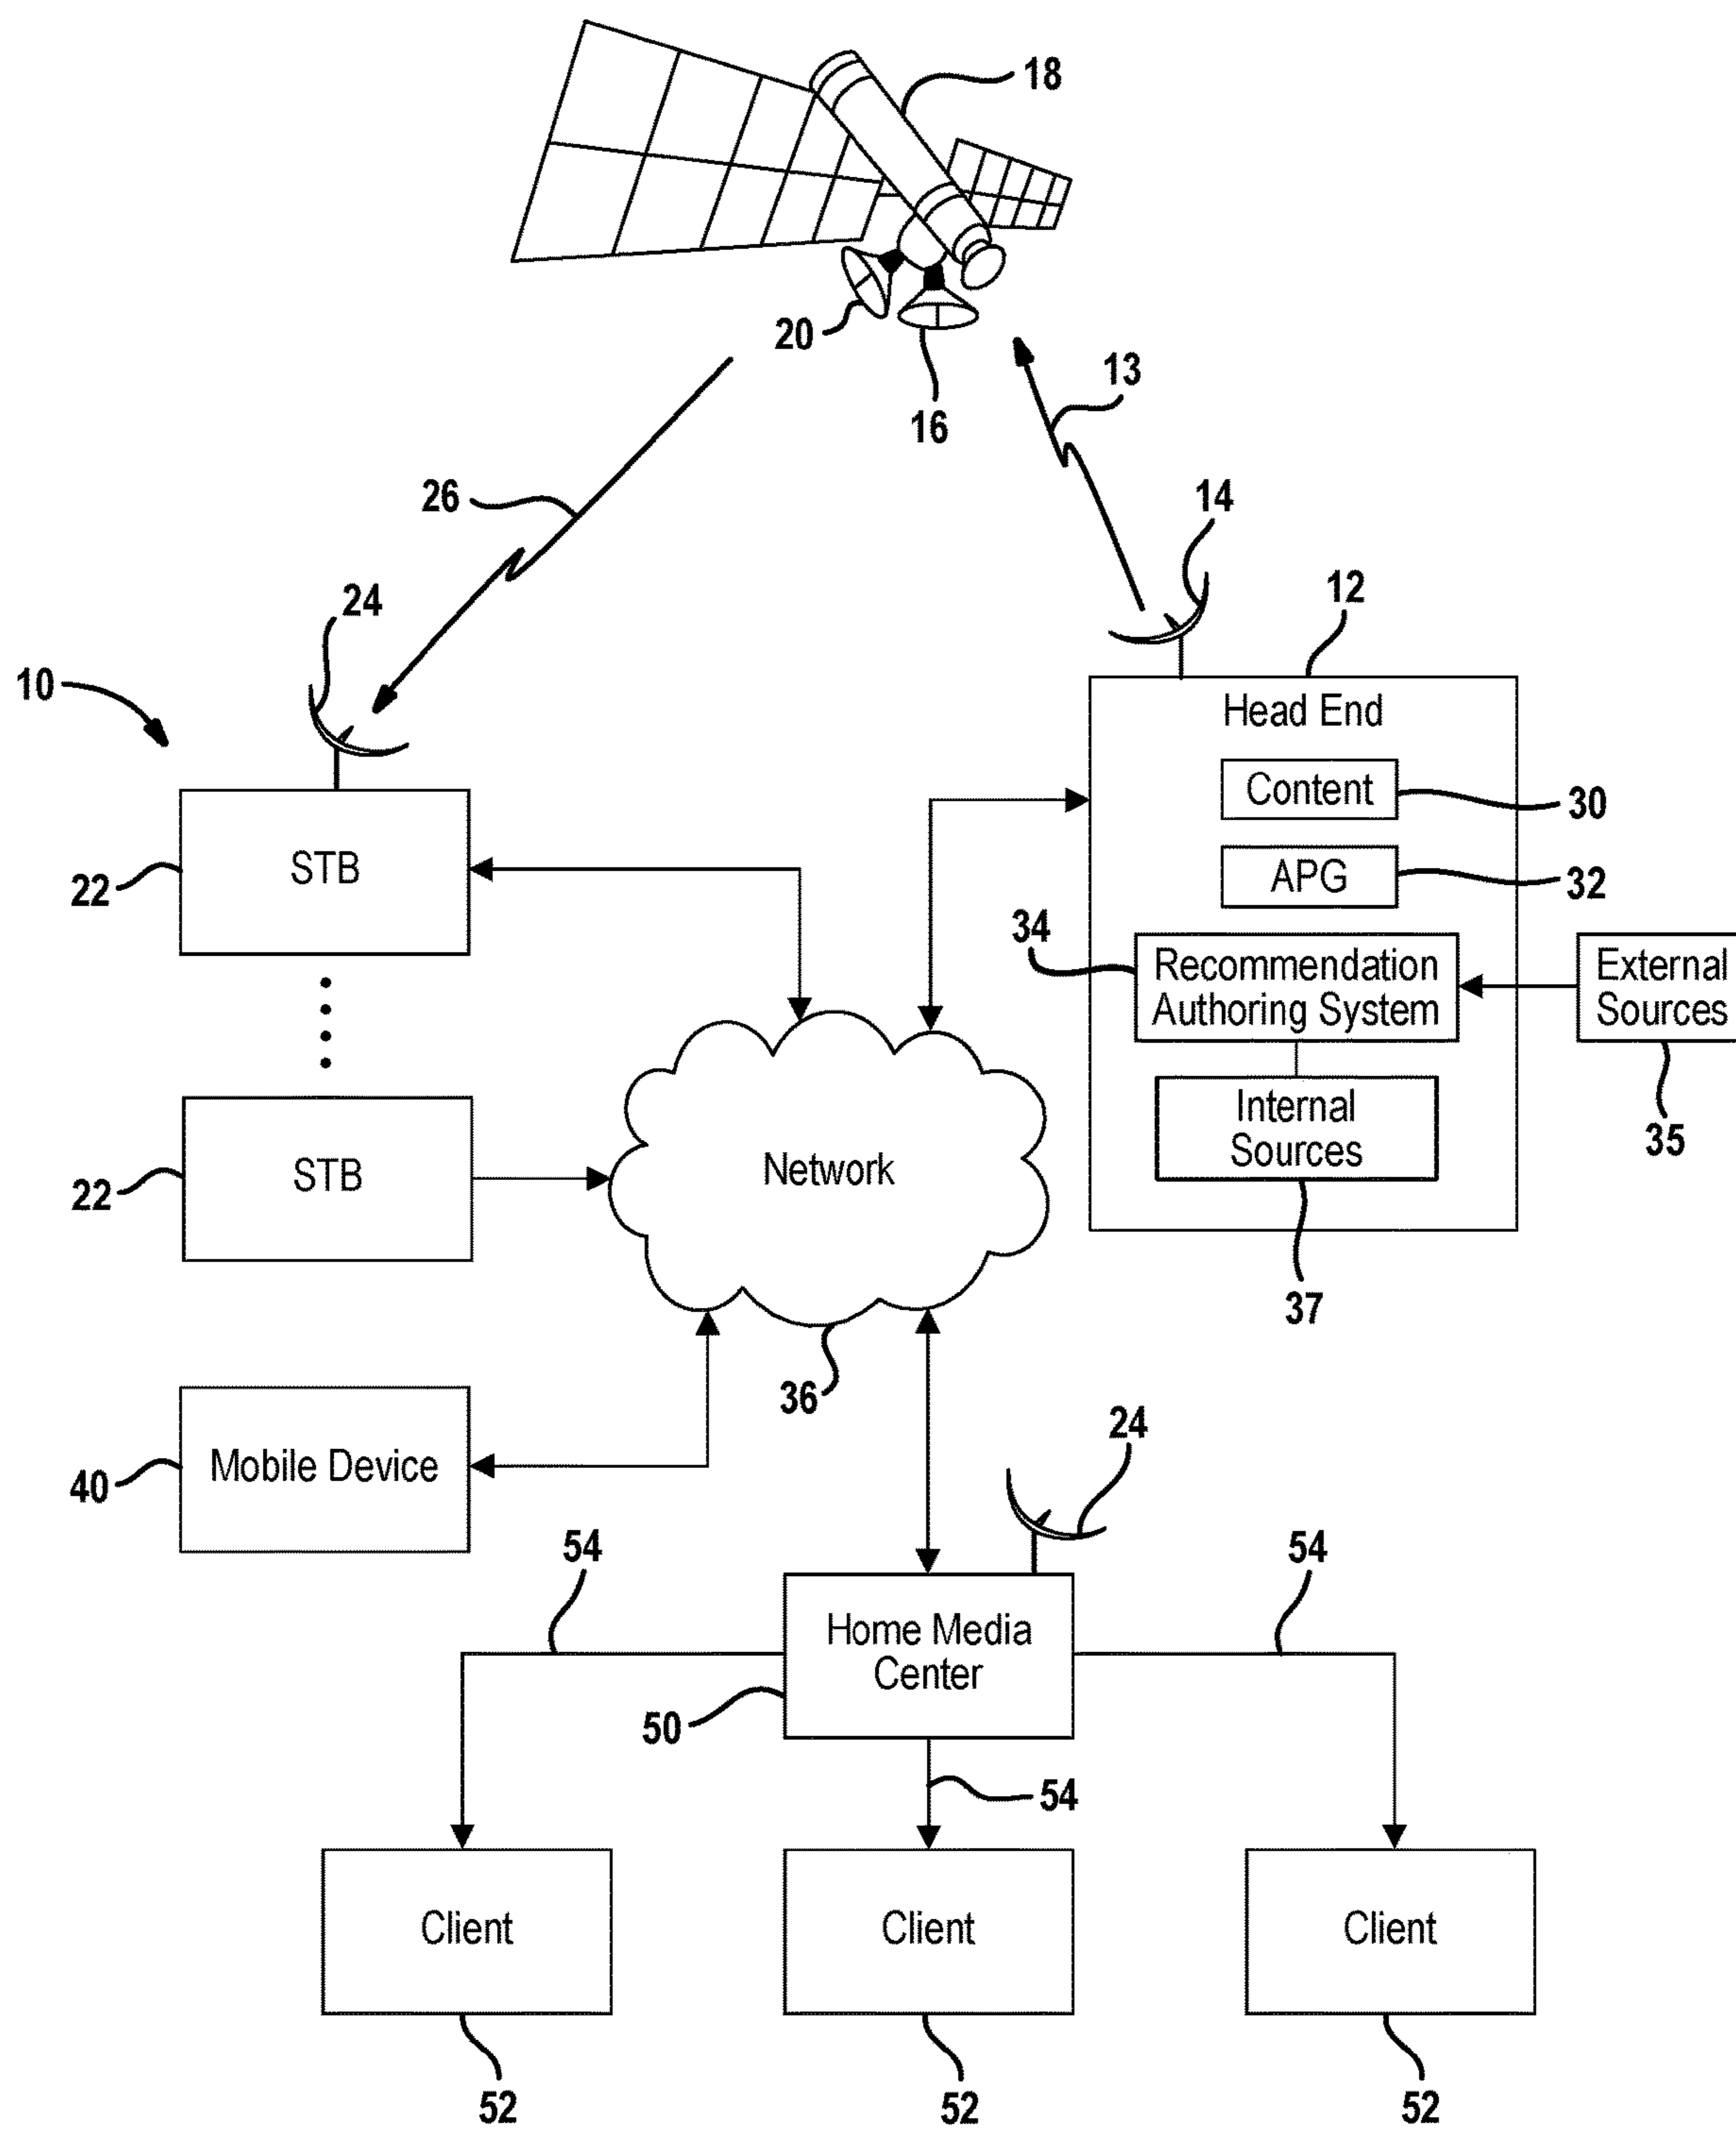 18
20
16
13
26
14
24
12
10
Head End
Content
30
STB
22
APG
32
34
Recommendation
Authoring System
External
Sources
Internal
Sources
35
Network
STB
22
37
36
24
Mobile Device
40
54
54
Home Media
Center
50
54
Client
Client
Client
52
52
52